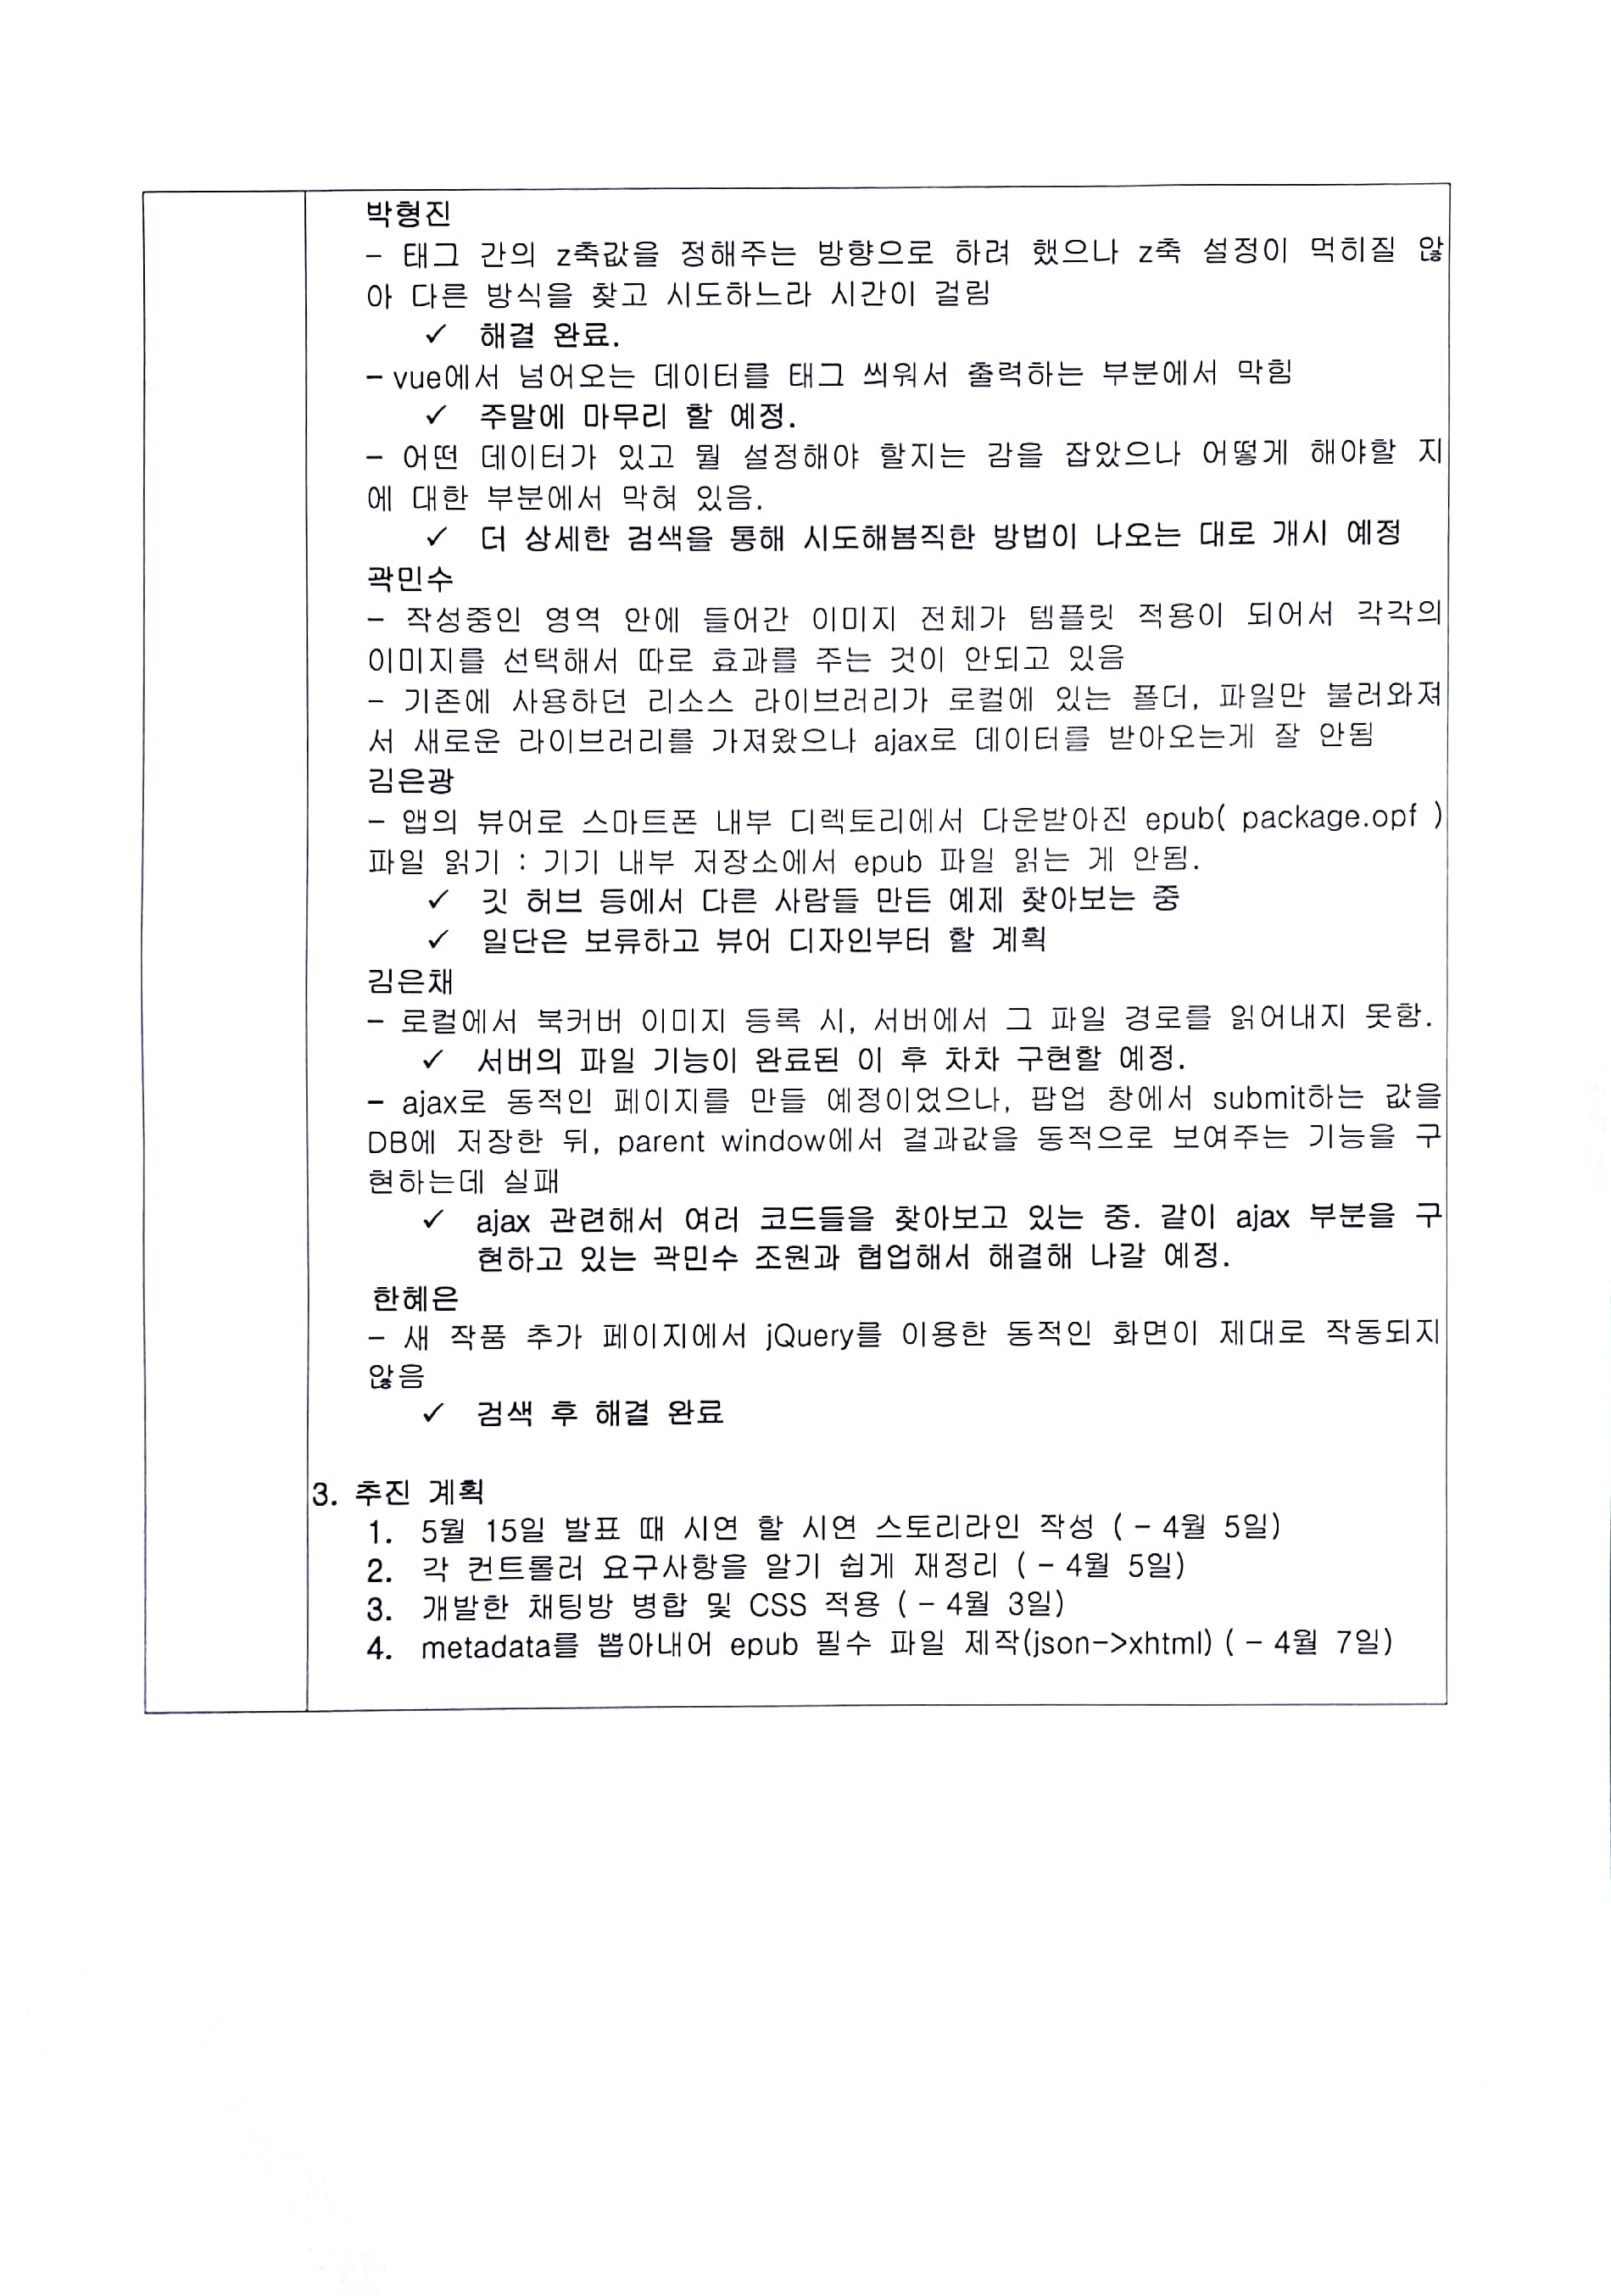 박형진
- 태그 간의 z축값을 정해주는 방향으로 하려 했으나 z축 설정이 먹히질 않
아 다른 방식을 찾고 시도하느라 시간이 걸림
✓ 해결 완료.
- vue에서 넘어오는 데이터를 태그 씌워서 출력하는 부분에서 막힘
✓ 주말에 마무리 할 예정.
- 어떤 데이터가 있고 뭘 설정해야 할지는 감을 잡았으나 어떻게 해야할 지
에 대한 부분에서 막혀 있음.
✓ 더 상세한 검색을 통해 시도해봄직한 방법이 나오는 대로 개시 예정
곽민수
- 작성중인 영역 안에 들어간 이미지 전체가 템플릿 적용이 되어서 각각의
이미지를 선택해서 따로 효과를 주는 것이 안되고 있음
- 기존에 사용하던 리소스 라이브러리가 로컬에 있는 폴더, 파일만 불러와져
서 새로운 라이브러리를 가져왔으나 ajax로 데이터를 받아오는게 잘 안됨
김은광
- 앱의 뷰어로 스마트폰 내부 디렉토리에서 다운받아진 epub( package.opf )
파일 읽기 : 기기 내부 저장소에서 epub 파일 읽는 게 안됨.
✓ 깃 허브 등에서 다른 사람들 만든 예제 찾아보는 중
✓ 일단은 보류하고 뷰어 디자인부터 할 계획
김은채
- 로컬에서 북커버 이미지 등록 시, 서버에서 그 파일 경로를 읽어내지 못함.
✓ 서버의 파일 기능이 완료된 이 후 차차 구현할 예정.
- ajax로 동적인 페이지를 만들 예정이었으나, 팝업 창에서 submit하는 값을
DB에 저장한 뒤, parent window에서 결과값을 동적으로 보여주는 기능을 구
현하는데 실패
✓ ajax 관련해서 여러 코드들을 찾아보고 있는 중. 같이 ajax 부분을 구
현하고 있는 곽민수 조원과 협업해서 해결해 나갈 예정.
한혜은
- 새 작품 추가 페이지에서 jQuery를 이용한 동적인 화면이 제대로 작동되지
않음
✓ 검색 후 해결 완료
3. 추진 계획
1. 5월 15일 발표 때 시연 할 시연 스토리라인 작성 ( - 4월 5일)
2. 각 컨트롤러 요구사항을 알기 쉽게 재정리 ( - 4월 5일)
3. 개발한 채팅방 병합 및 CSS 적용 ( - 4월 3일)
4. metadata를 뽑아내어 epub 필수 파일 제작(json->xhtml) ( - 4월 7일)